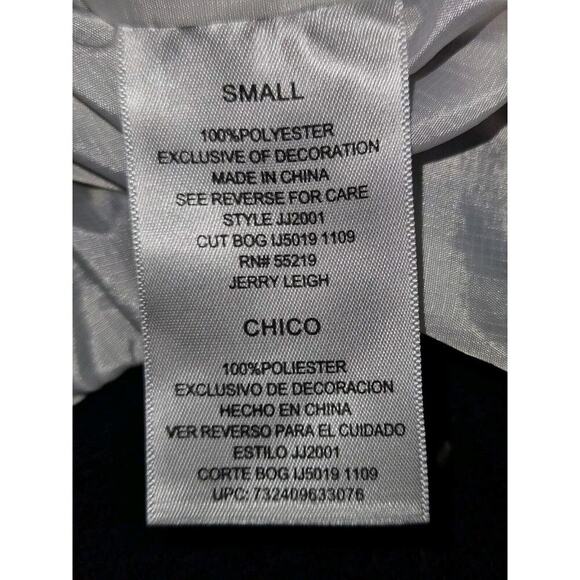 SMALL
100%POLYESTER
EXCLUSIVE OF DECORATION
MADE IN CHINA
SEE REVERSE FOR CARE
STYLE JJ2001
CUT BOG IJ5019 1109
RN# 55219
JERRY LEIGH
CHICO
100%POLIESTER
EXCLUSIVO DE DECORACION
HECHO EN CHINA
VER REVERSO PARA EL CUIDADO
ESTILO JJ2001
CORTE BOG IJ5019 1109
UPC: 732409633076